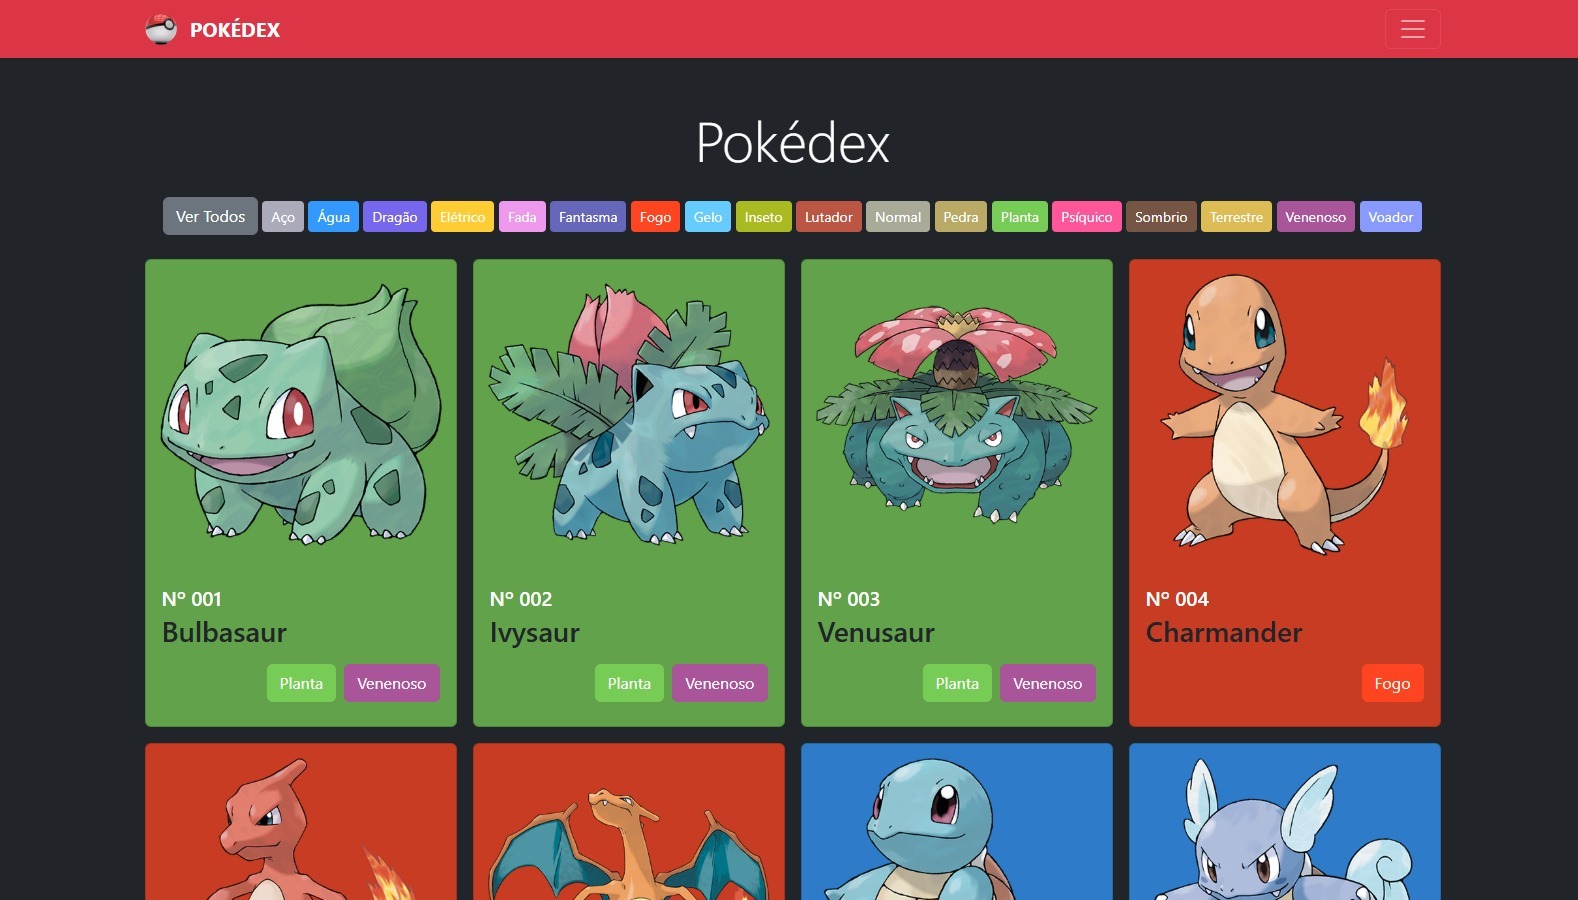 POKÉDEX
Pokédex
Ver Todos Aço Água Dragão Elétrico Fada Fantasma Fogo Gelo Inseto Lutador Normal Pedra Planta Psíquico Sombrio Terrestre Venenoso Voador
Nº 001
Bulbasaur
Planta Venenoso
Nº 002
Ivysaur
Planta Venenoso
Nº 003
Venusaur
Planta Venenoso
Nº 004
Charmander
Fogo